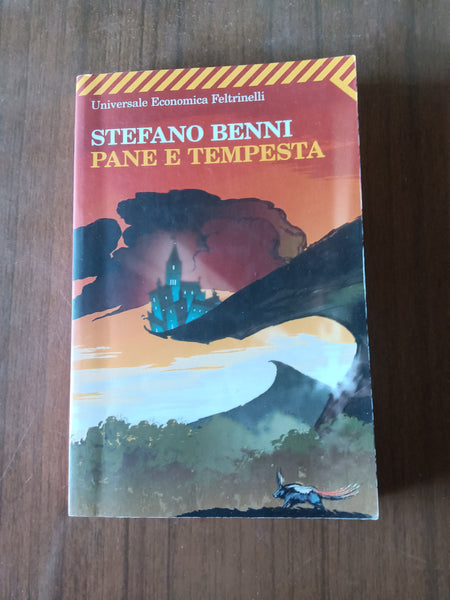 Universale Economica Feltrinelli
STEFANO BENNI
PANE E TEMPESTA